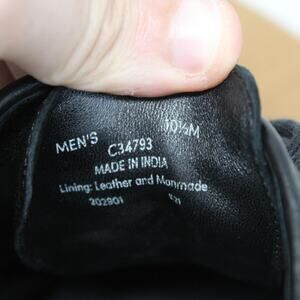 MEN'S 10½M
C34793
MADE IN INDIA
Lining: Leather and Manmade
202901